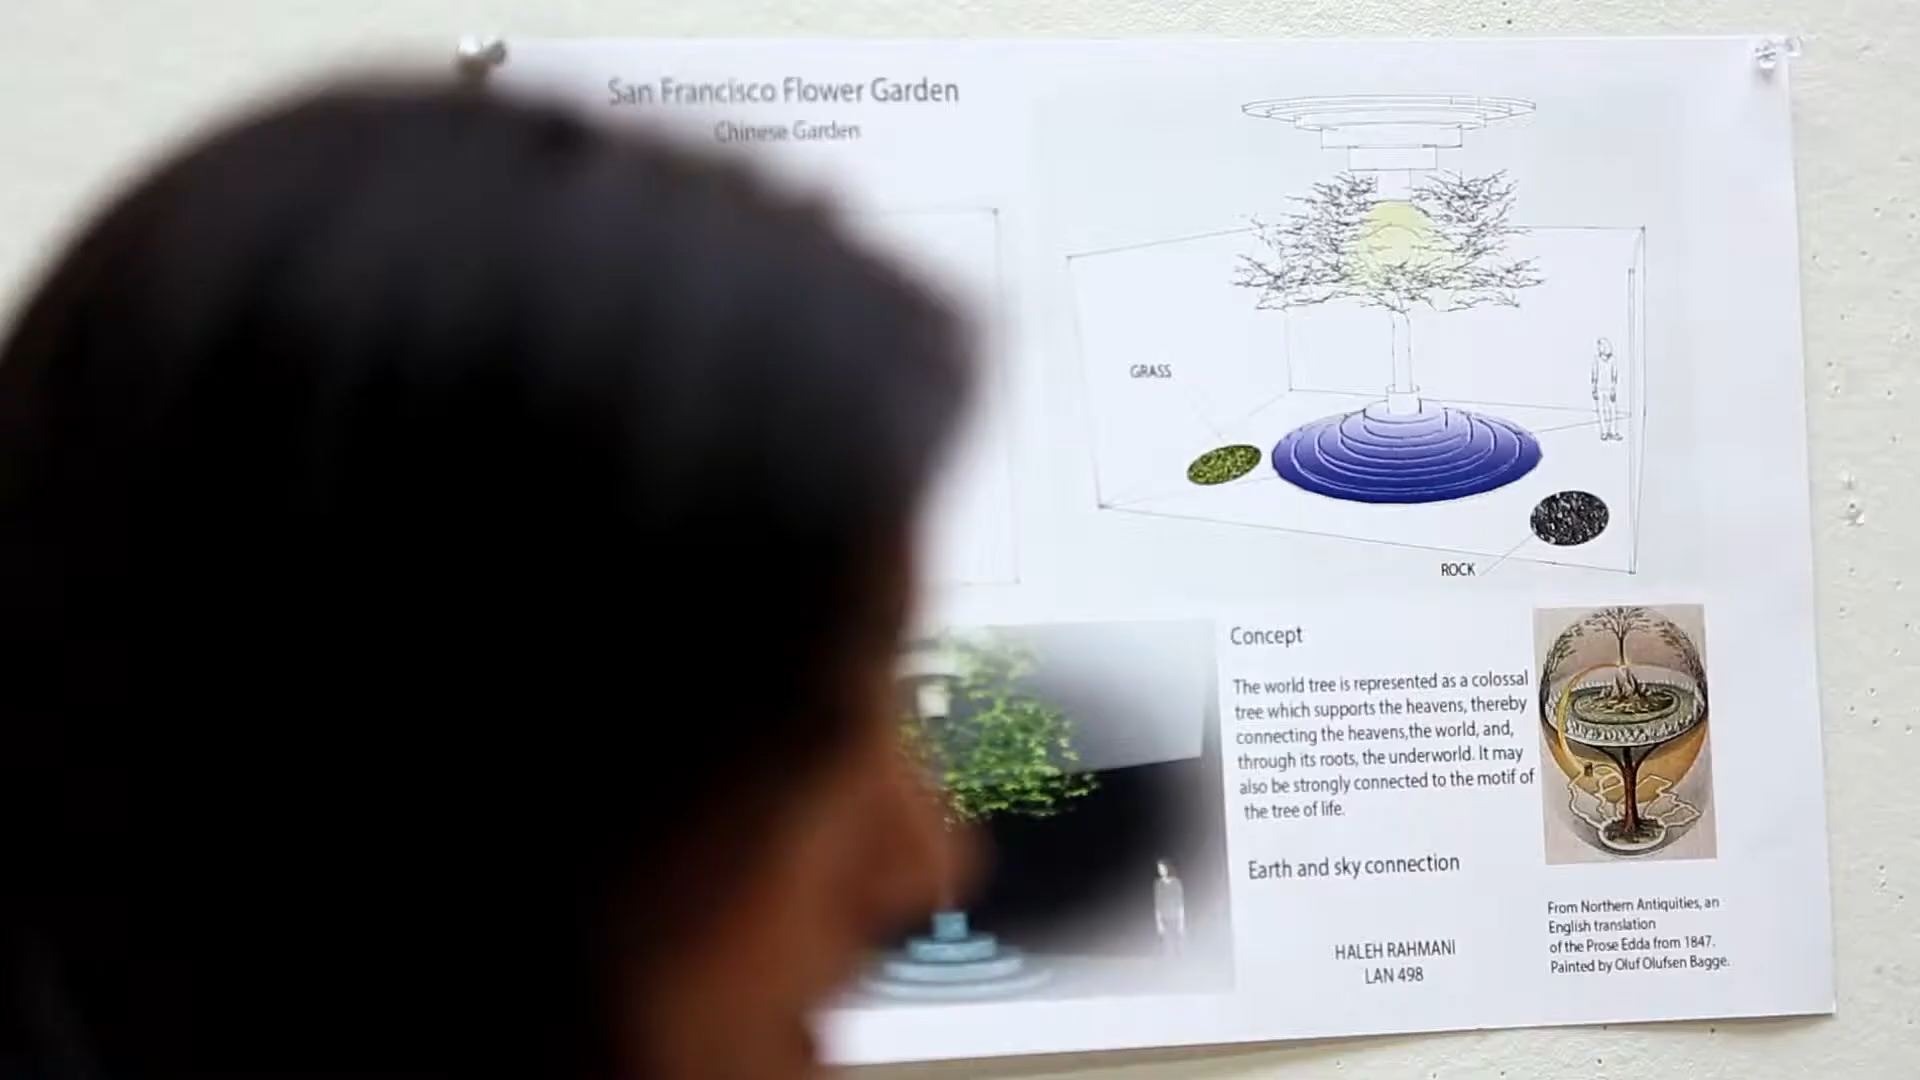 San Francisco Flower Garden
Chinese Garden
GRASS
ROCK
Concept
The world tree is represented as a colossal
tree which supports the heavens, thereby
connecting the heavens,the world, and,
through its roots, the underworld. It may
also be strongly connected to the motif of
the tree of life.
Earth and sky connection
HALEH RAHMANI
LAN 498
From Northern Antiquities, an
English translation
of the Prose Edda from 1847.
Painted by Oluf Olufsen Bagge.